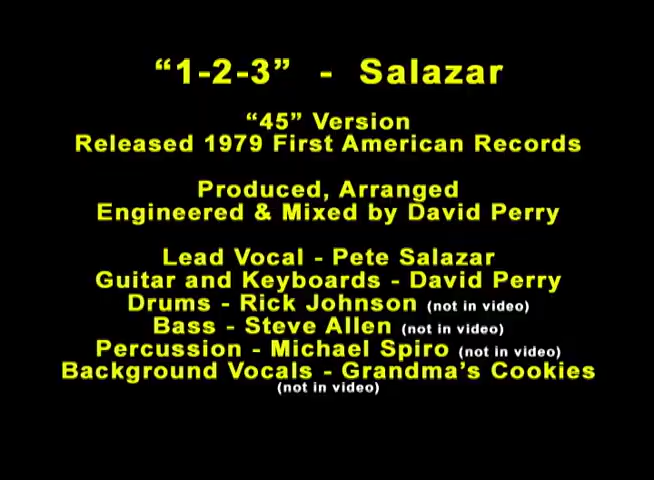 “1-2-3” - Salazar
“45” Version
Released 1979 First American Records
Produced, Arranged
Engineered & Mixed by David Perry
Lead Vocal - Pete Salazar
Guitar and Keyboards - David Perry
Drums - Rick Johnson (not in video)
Bass - Steve Allen (not in video)
Percussion - Michael Spiro (not in video)
Background Vocals - Grandma’s Cookies
(not in video)